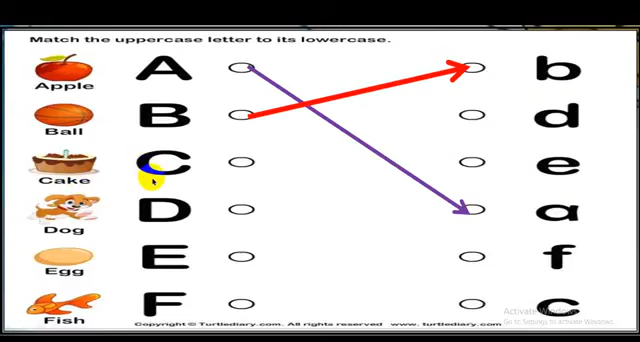 Match the uppercase letter to its lowercase.
Apple A b
Ball B d
Cake C e
Dog D a
Egg E f
Fish F c
Activate Windows
Go to Settings to activate Windows.
Copyright © Turtlediary.com. All rights reserved www. turtlediary.com